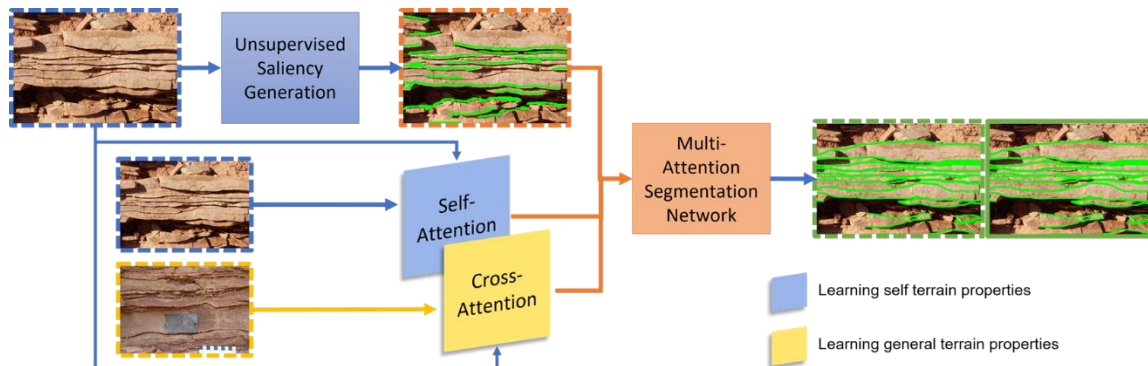 Unsupervised
Saliency
Generation
Self-
Attention
Cross-
Attention
Multi-
Attention
Segmentation
Network
Learning self terrain properties
Learning general terrain properties